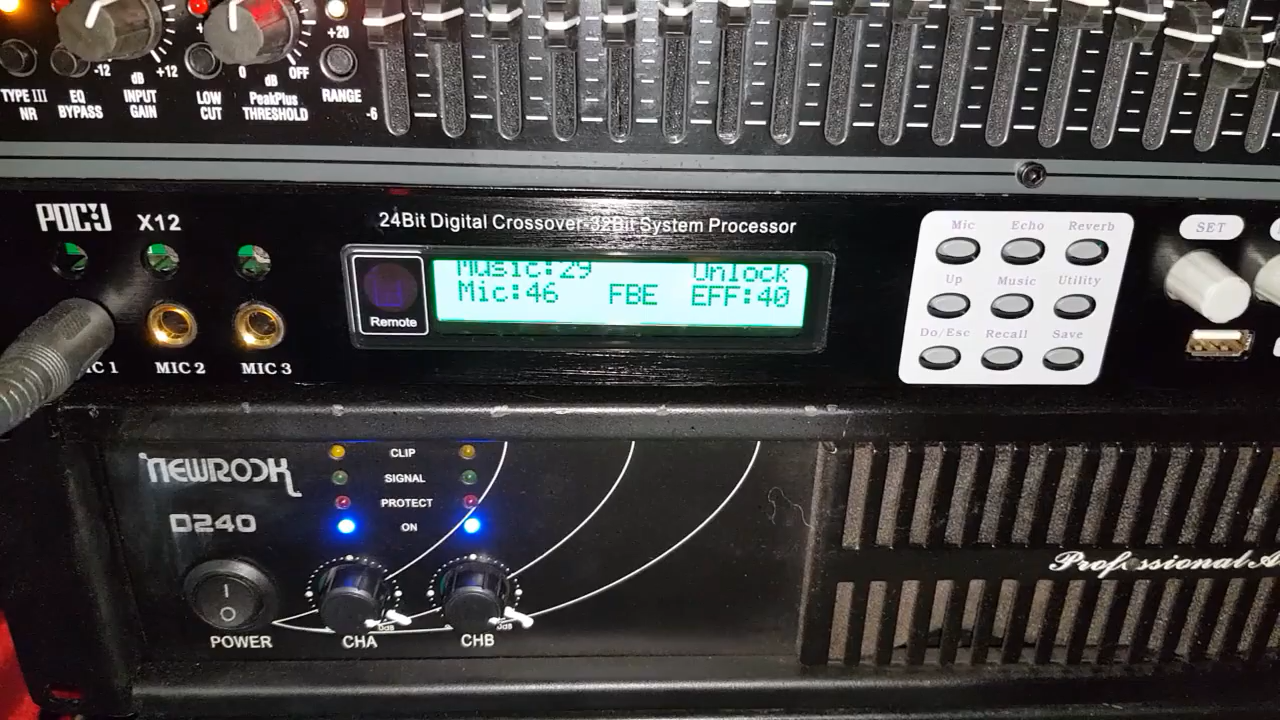 +20
-12
+12
0
OFF
TYPE III
NR
EQ
BYPASS
dB
INPUT
GAIN
LOW
CUT
dB
PeakPlus
THRESHOLD
RANGE
-6
X12
24Bit Digital Crossover-32Bit System Processor
SET
Music:29 Unlock
Mic:46 FBE EFF:40
Remote
Mic Echo Reverb
Up Music Utility
Do/Esc Recall Save
C 1 MIC 2 MIC 3
NEWROCK
CLIP
SIGNAL
PROTECT
ON
D240
POWER
CHA
CHB
Professional A